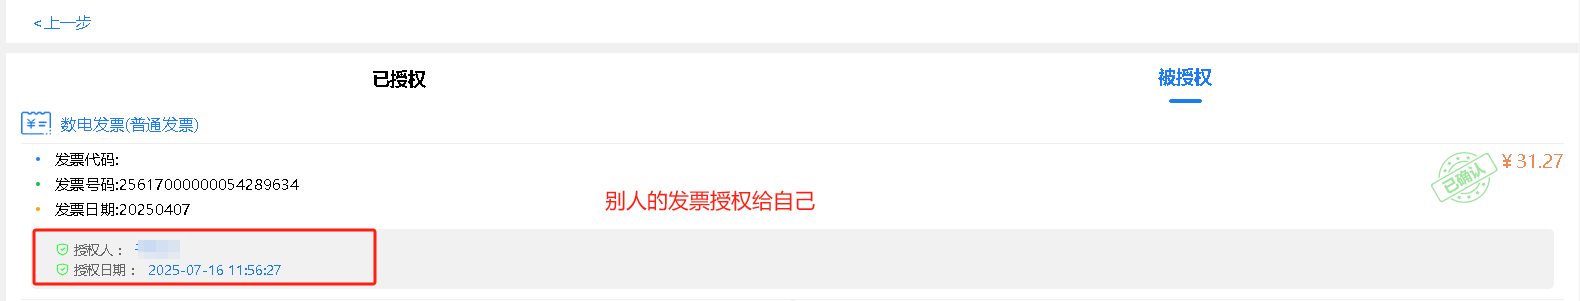 <上一步
已授权
被授权
数电发票(普通发票)
发票代码:
¥31.27
已确认
发票号码:25617000000054289634
别人的发票授权给自己
发票日期:20250407
授权人：
授权日期： 2025-07-16 11:56:27